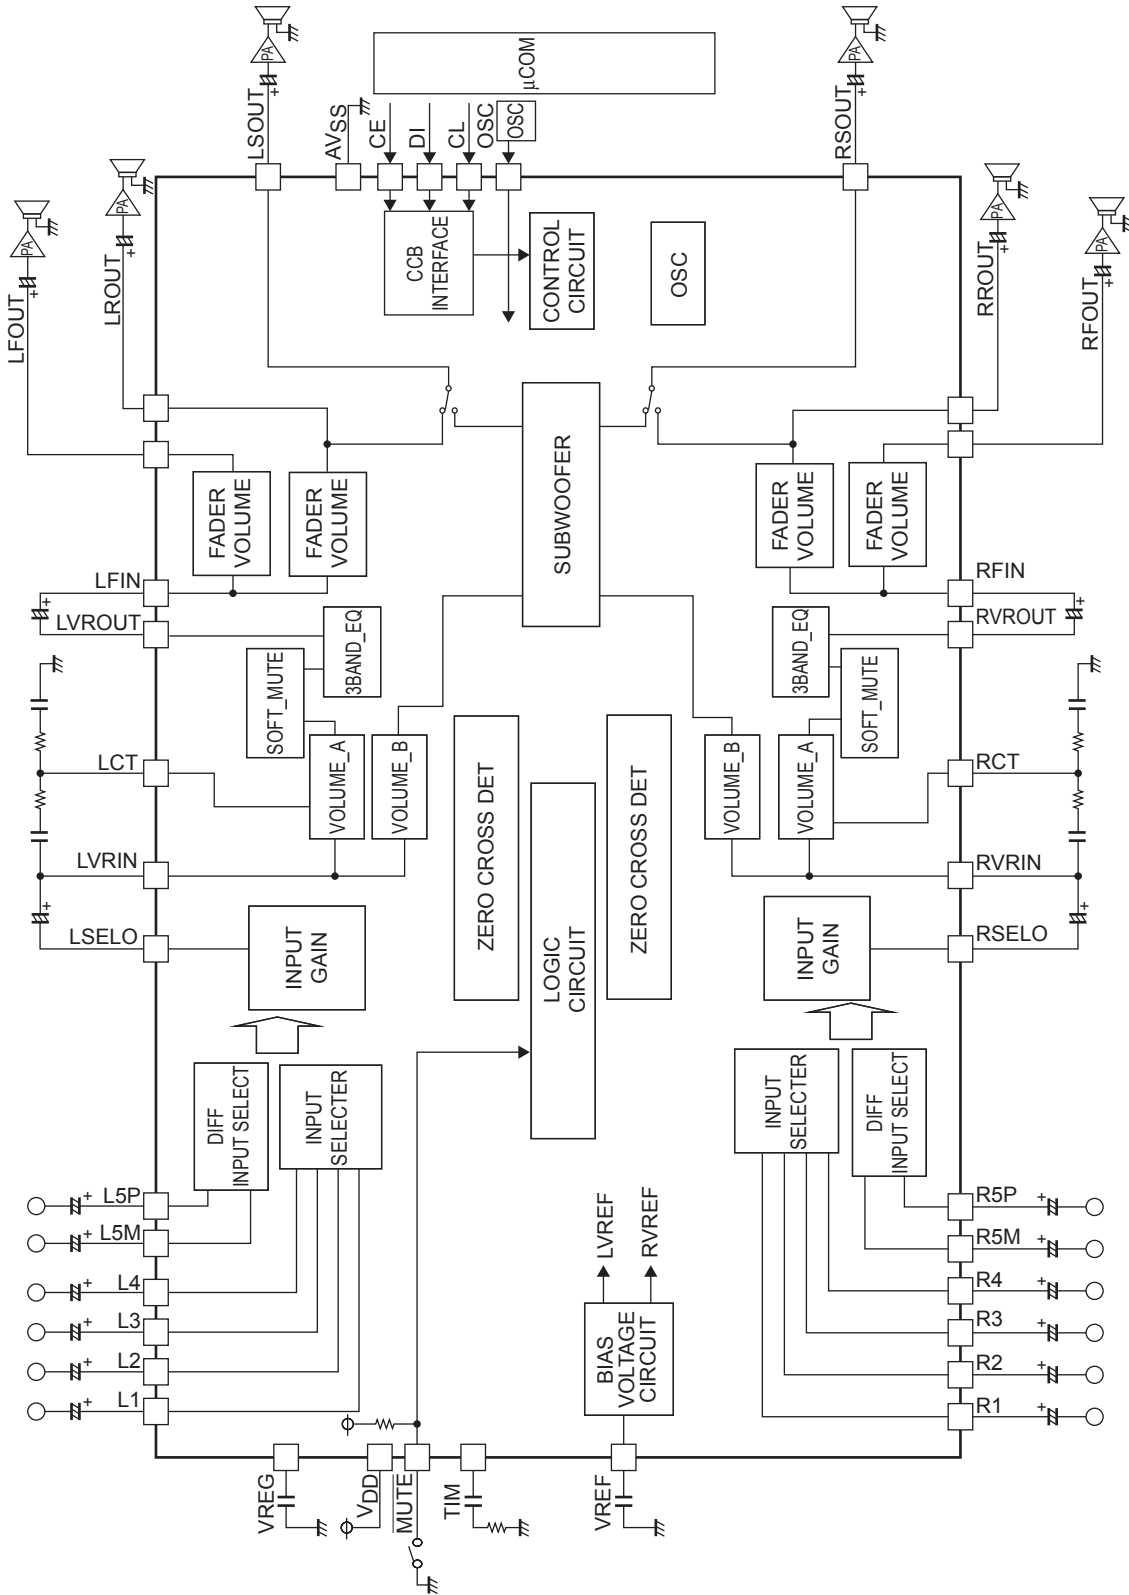 PA
LSOUT
+
AVSS
CE
DI
CL
OSC
OSC
µCOM
PA
RSOUT
+
PA
LFOUT
+
PA
LROUT
+
CCB
INTERFACE
CONTROL
CIRCUIT
OSC
PA
RROUT
+
PA
RFOUT
+
FADER
VOLUME
FADER
VOLUME
SUBWOOFER
FADER
VOLUME
FADER
VOLUME
LFIN
+
LVROUT
RFIN
+
RVROUT
3BAND_EQ
SOFT_MUTE
3BAND_EQ
SOFT_MUTE
LCT
VOLUME_A
VOLUME_B
ZERO CROSS DET
ZERO CROSS DET
VOLUME_B
VOLUME_A
RCT
LVRIN
+
LSELO
RVRIN
+
RSELO
INPUT
GAIN
LOGIC
CIRCUIT
INPUT
GAIN
DIFF
INPUT SELECT
INPUT
SELECTER
INPUT
SELECTER
DIFF
INPUT SELECT
+ L5P
+ L5M
+ L4
+ L3
+ L2
+ L1
LVREF
RVREF
BIAS
VOLTAGE
CIRCUIT
R5P +
R5M +
R4 +
R3 +
R2 +
R1 +
VREG
VDD
MUTE
TIM
VREF